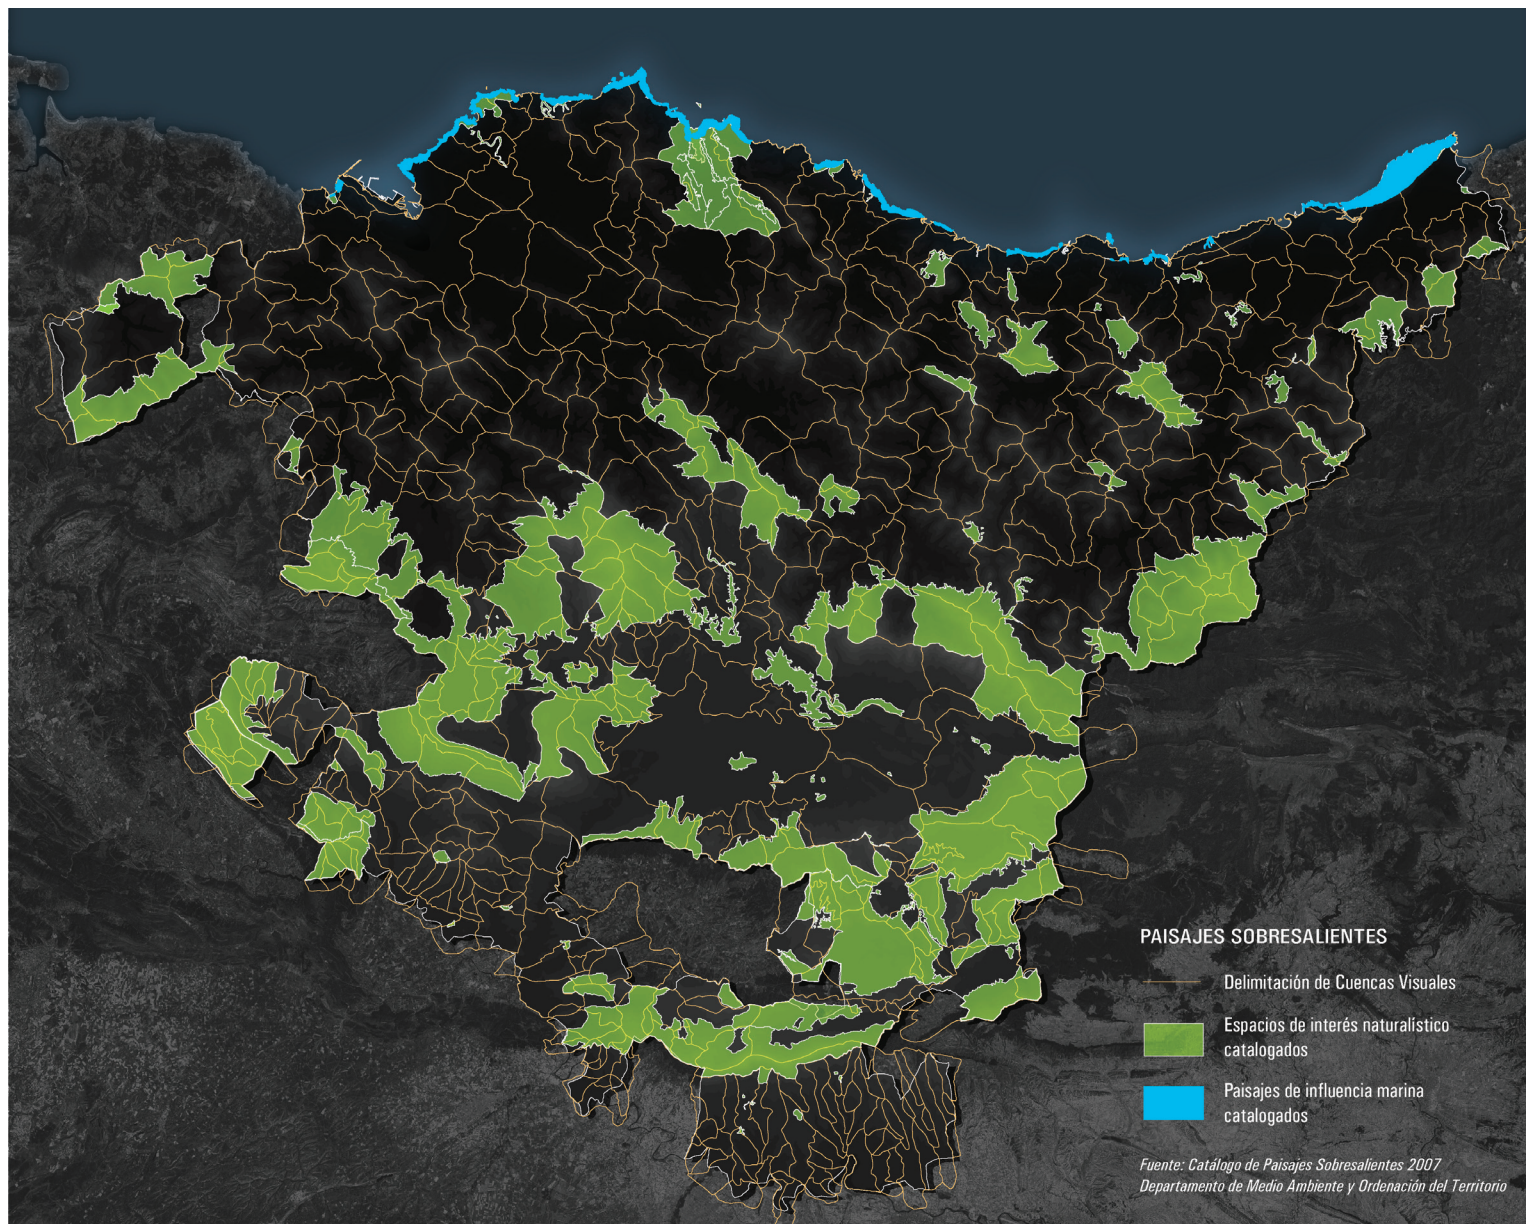 PAISAJES SOBRESALIENTES
Delimitación de Cuencas Visuales
Espacios de interés naturalístico
catalogados
Paisajes de influencia marina
catalogados
Fuente: Catálogo de Paisajes Sobresalientes 2007
Departamento de Medio Ambiente y Ordenación del Territorio